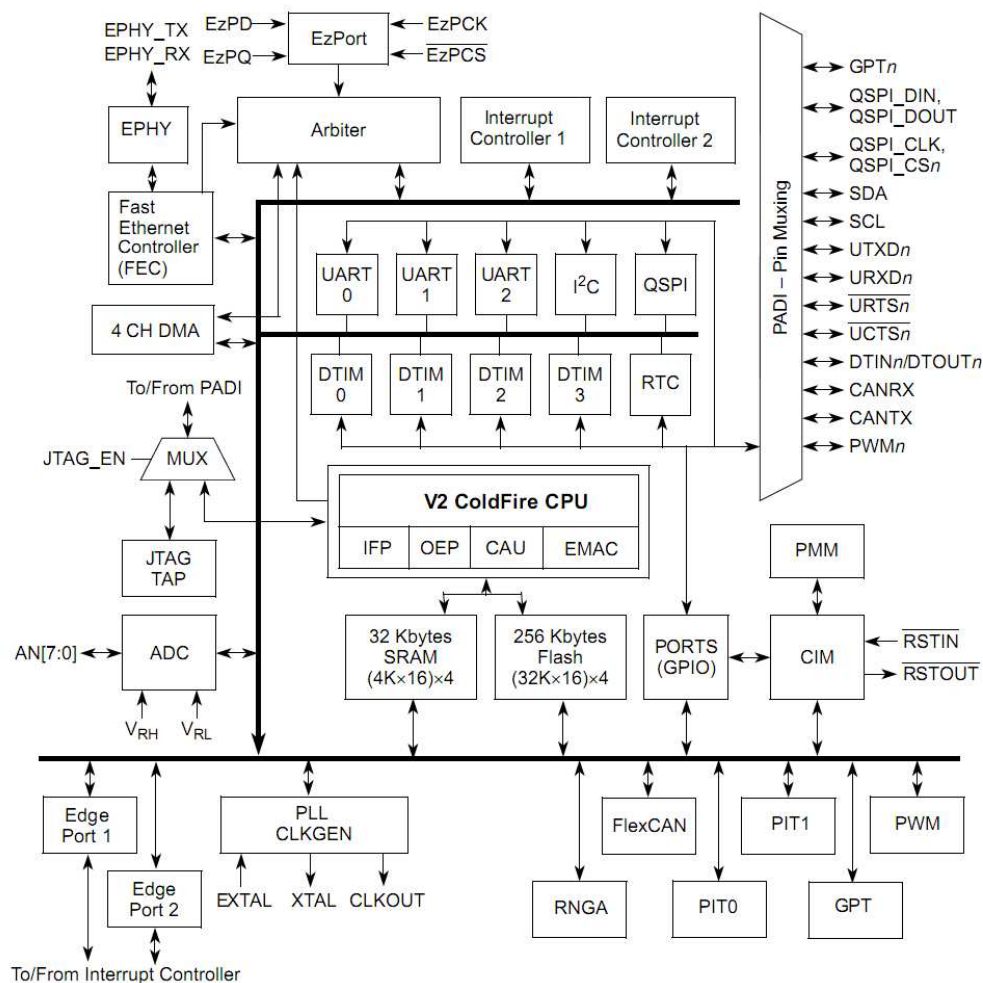 EPHY_TX
EPHY_RX
EzPD
EzPQ
EzPort
EzPCK
EzPCS
EPHY
Arbiter
Interrupt
Controller 1
Interrupt
Controller 2
Fast
Ethernet
Controller
(FEC)
4 CH DMA
UART
0
UART
1
UART
2
I²C
QSPI
DTIM
0
DTIM
1
DTIM
2
DTIM
3
RTC
PADI – Pin Muxing
GPTn
QSPI_DIN,
QSPI_DOUT
QSPI_CLK,
QSPI_CSn
SDA
SCL
UTXDn
URXDn
URTSn
UCTSn
DTINn/DTOUTn
CANRX
CANTX
PWMn
To/From PADI
JTAG_EN
MUX
JTAG
TAP
V2 ColdFire CPU
IFP
OEP
CAU
EMAC
PMM
AN[7:0]
ADC
VRH
VRL
32 Kbytes
SRAM
(4K×16)×4
256 Kbytes
Flash
(32K×16)×4
PORTS
(GPIO)
CIM
RSTIN
RSTOUT
Edge
Port 1
Edge
Port 2
PLL
CLKGEN
EXTAL
XTAL
CLKOUT
FlexCAN
PIT1
PWM
RNGA
PIT0
GPT
To/From Interrupt Controller